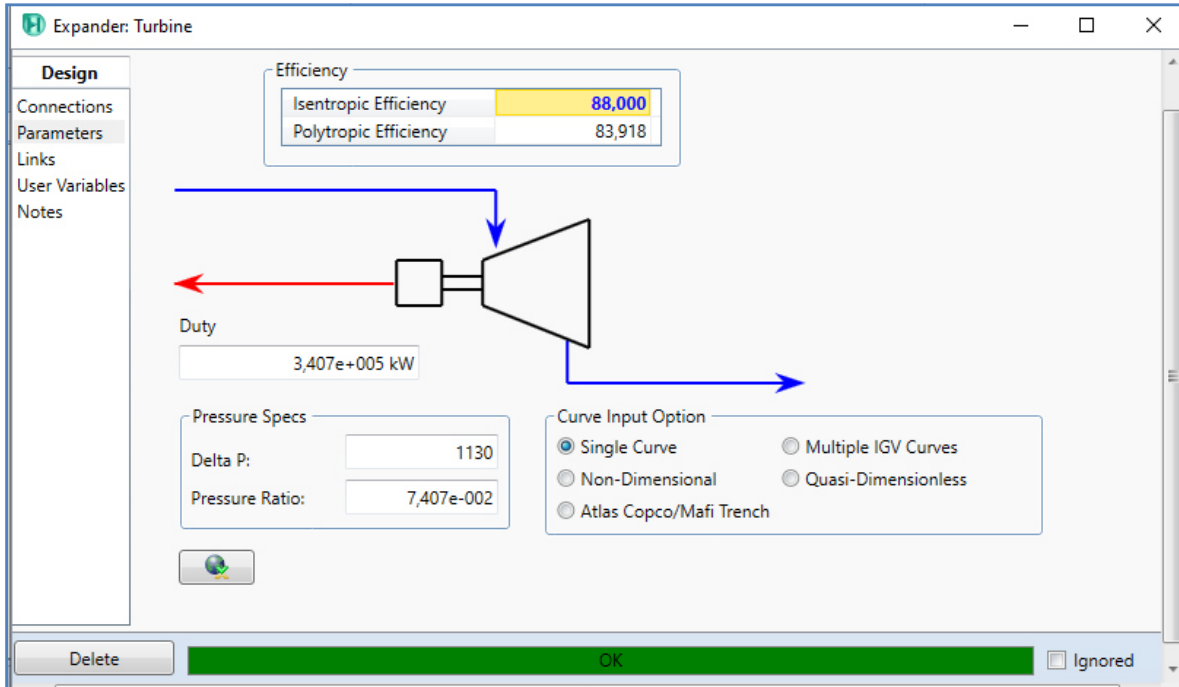 Expander: Turbine
Design
Connections
Parameters
Links
User Variables
Notes
Efficiency
Isentropic Efficiency 88,000
Polytropic Efficiency 83,918
Duty
3,407e+005 kW
Pressure Specs
Delta P: 1130
Pressure Ratio: 7,407e-002
Curve Input Option
Single Curve Multiple IGV Curves
Non-Dimensional Quasi-Dimensionless
Atlas Copco/Mafi Trench
Delete OK Ignored